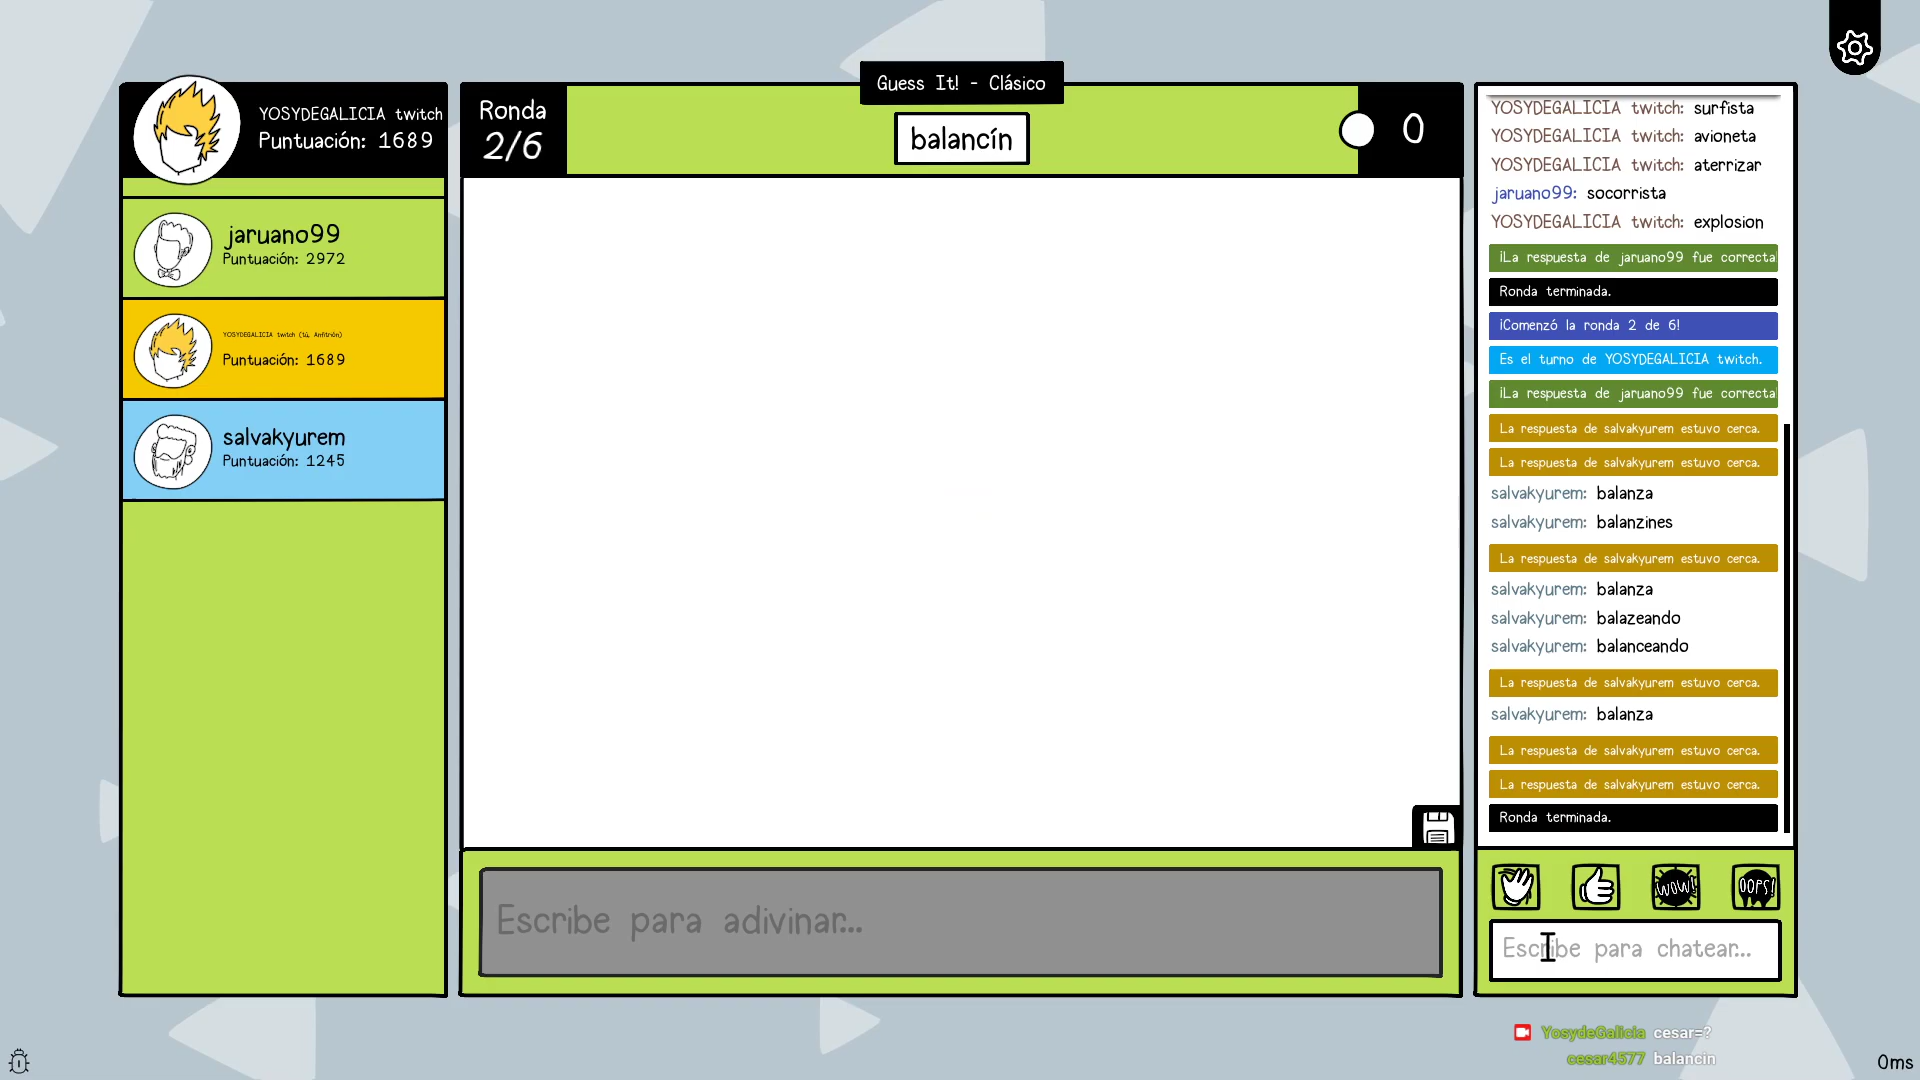 Guess It! - Clásico
YOSYDEGALICIA twitch
Puntuación: 1689
Ronda
2/6
balancín
0
jaruano99
Puntuación: 2972
YOSYDEGALICIA twitch (tú, Anfitrión)
Puntuación: 1689
salvakyurem
Puntuación: 1245
Escribe para adivinar...
YOSYDEGALICIA twitch: surfista
YOSYDEGALICIA twitch: avioneta
YOSYDEGALICIA twitch: aterrizar
jaruano99: socorrista
YOSYDEGALICIA twitch: explosion
¡La respuesta de jaruano99 fue correcta
Ronda terminada.
¡Comenzó la ronda 2 de 6!
Es el turno de YOSYDEGALICIA twitch.
¡La respuesta de jaruano99 fue correcta
La respuesta de salvakyurem estuvo cerca.
La respuesta de salvakyurem estuvo cerca.
salvakyurem: balanza
salvakyurem: balanzines
La respuesta de salvakyurem estuvo cerca.
salvakyurem: balanza
salvakyurem: balazeando
salvakyurem: balanceando
La respuesta de salvakyurem estuvo cerca.
salvakyurem: balanza
La respuesta de salvakyurem estuvo cerca.
La respuesta de salvakyurem estuvo cerca.
Ronda terminada.
WOW!
OOPS!
Escribe para chatear...
YosydeGalicia cesar=?
cesar4577 balancin
0ms